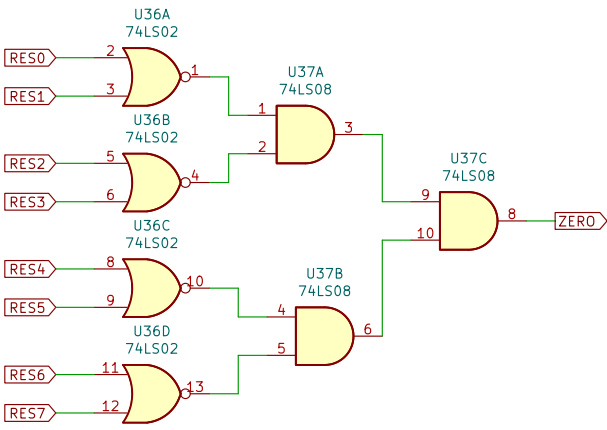 U36A
74LS02
RES0
2
1
RES1
3
U37A
74LS08
1
2
3
U36B
74LS02
RES2
5
4
RES3
6
U37C
74LS08
9
10
8
ZERO
U36C
74LS02
RES4
8
10
RES5
9
U37B
74LS08
4
5
6
U36D
74LS02
RES6
11
13
RES7
12